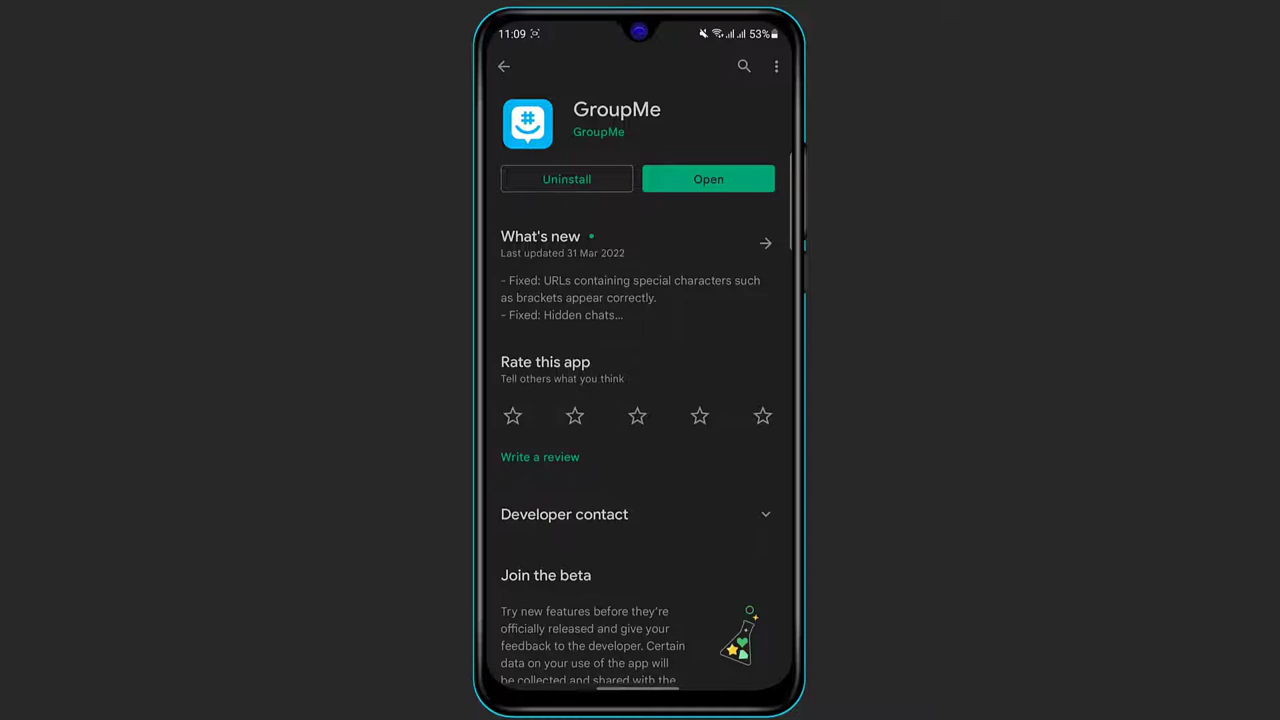 11:09
53%
GroupMe
GroupMe
Uninstall
Open
What's new
Last updated 31 Mar 2022
- Fixed: URLs containing special characters such
as brackets appear correctly.
- Fixed: Hidden chats...
Rate this app
Tell others what you think
Write a review
Developer contact
Join the beta
Try new features before they're
officially released and give your
feedback to the developer. Certain
data on your use of the app will
be collected and shared with the